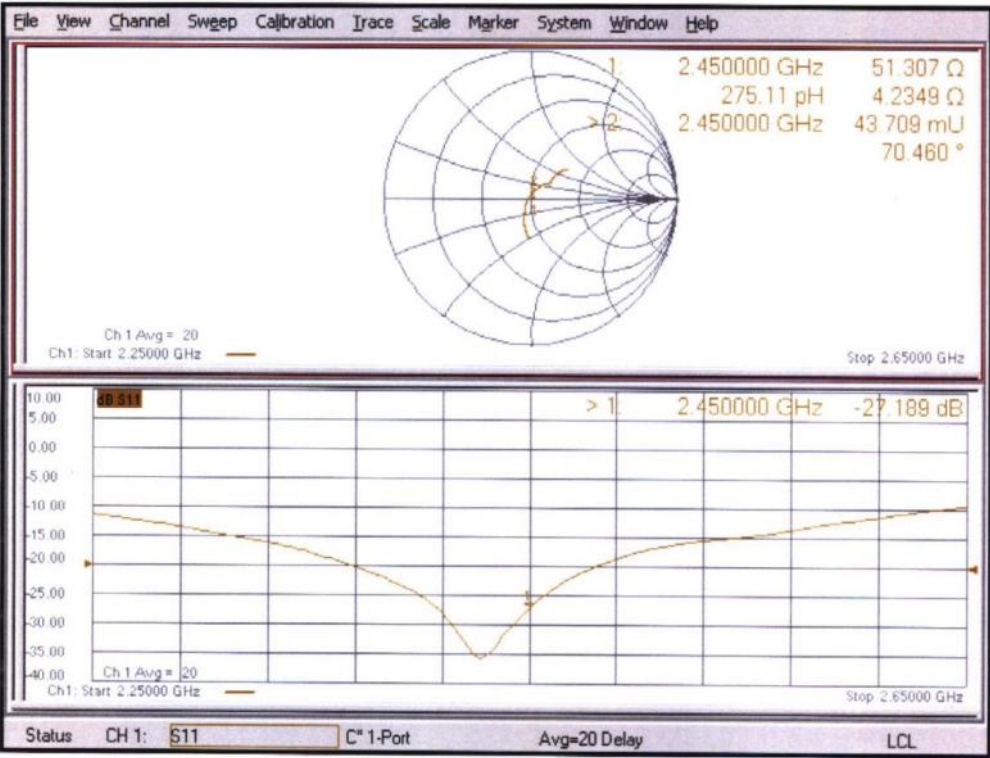 File View Channel Sweep Calibration Trace Scale Marker System Window Help
1: 2.450000 GHz 51.307 Ω
275.11 pH 4.2349 Ω
> 2: 2.450000 GHz 43.709 mU
70.460 °
Ch 1 Avg = 20
Ch1: Start 2.25000 GHz
Stop 2.65000 GHz
10.00
dB S11
> 1: 2.450000 GHz -27.189 dB
5.00
0.00
-5.00
-10.00
-15.00
-20.00
-25.00
1
-30.00
-35.00
-40.00
Ch 1 Avg = 20
Ch1: Start 2.25000 GHz
Stop 2.65000 GHz
Status CH 1: S11 C* 1-Port Avg=20 Delay LCL